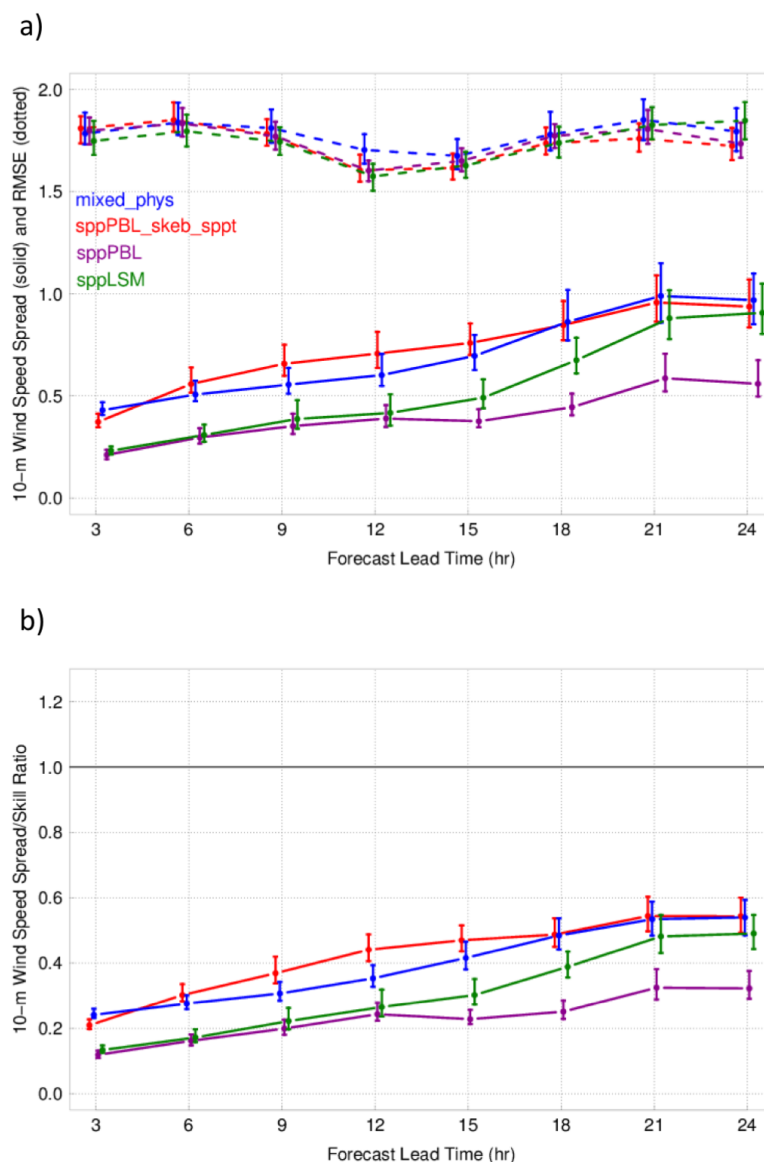 a)
10-m Wind Speed Spread (solid) and RMSE (dotted)
2.0
1.5
1.0
0.5
0.0
mixed_phys
sppPBL_skeb_sppt
sppPBL
sppLSM
3 6 9 12 15 18 21 24
Forecast Lead Time (hr)
b)
10-m Wind Speed Spread/Skill Ratio
1.2
1.0
0.8
0.6
0.4
0.2
0.0
3 6 9 12 15 18 21 24
Forecast Lead Time (hr)